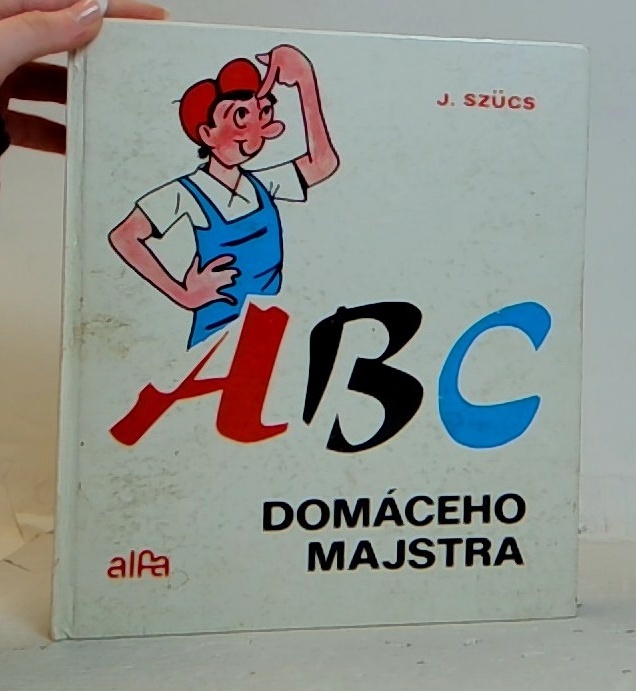 J. SZÜCS
ABC
DOMÁCEHO
MAJSTRA
alfa